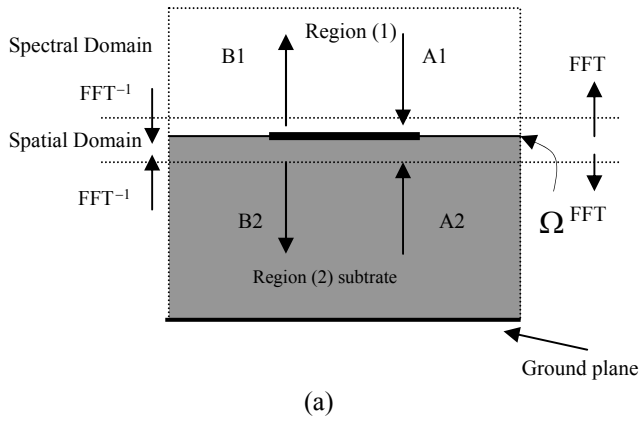 Spectral Domain
Region (1)
B1
A1
FFT
FFT⁻¹
Spatial Domain
FFT⁻¹
B2
A2
Ω
FFT
Region (2) subtrate
Ground plane
(a)